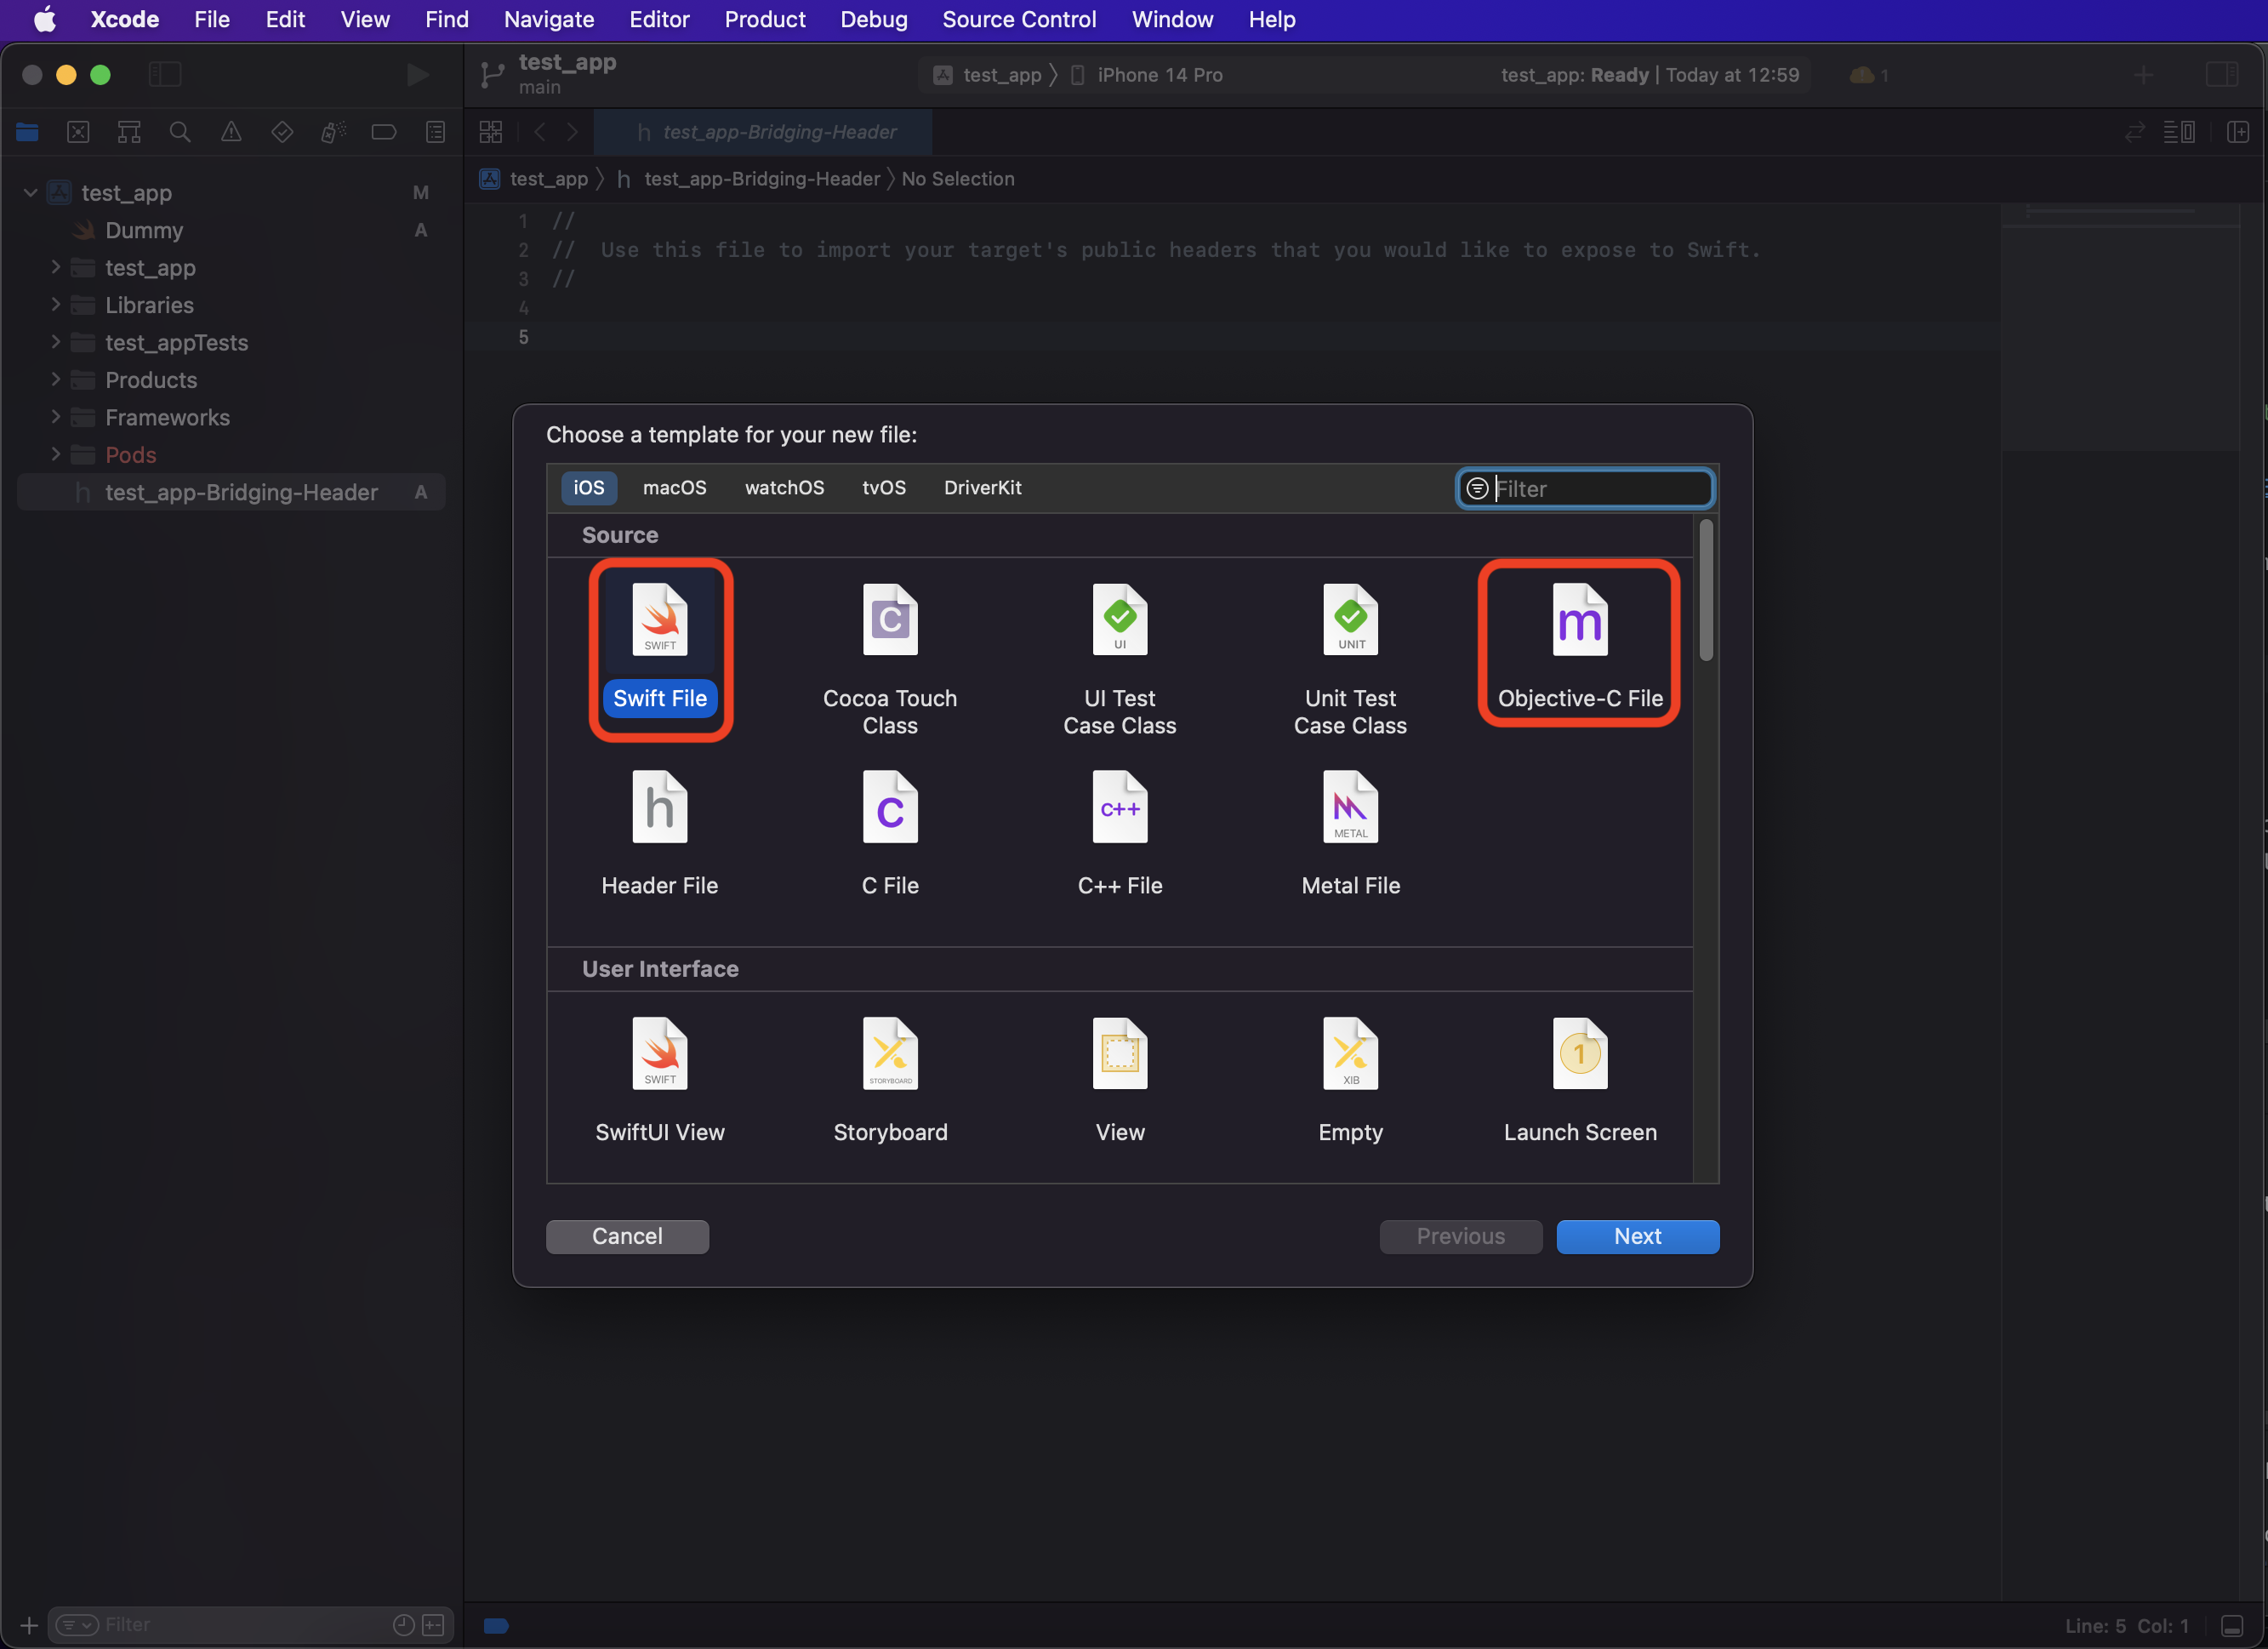 Xcode File Edit View Find Navigate Editor Product Debug Source Control Window Help
test_app
main
test_app iPhone 14 Pro
test_app: Ready | Today at 12:59
1
h test_app-Bridging-Header
test_app h test_app-Bridging-Header No Selection
test_app M
Dummy A
test_app
Libraries
test_appTests
Products
Frameworks
Pods
h test_app-Bridging-Header A
1 //
2 // Use this file to import your target's public headers that you would like to expose to Swift.
3 //
4
5
Choose a template for your new file:
iOS macOS watchOS tvOS DriverKit Filter
Source
SWIFT C UI UNIT m
Swift File Cocoa Touch Class UI Test Case Class Unit Test Case Class Objective-C File
h C C++ METAL
Header File C File C++ File Metal File
User Interface
SWIFT STORYBOARD XIB 1
SwiftUI View Storyboard View Empty Launch Screen
Cancel Previous Next
Filter
Line: 5 Col: 1